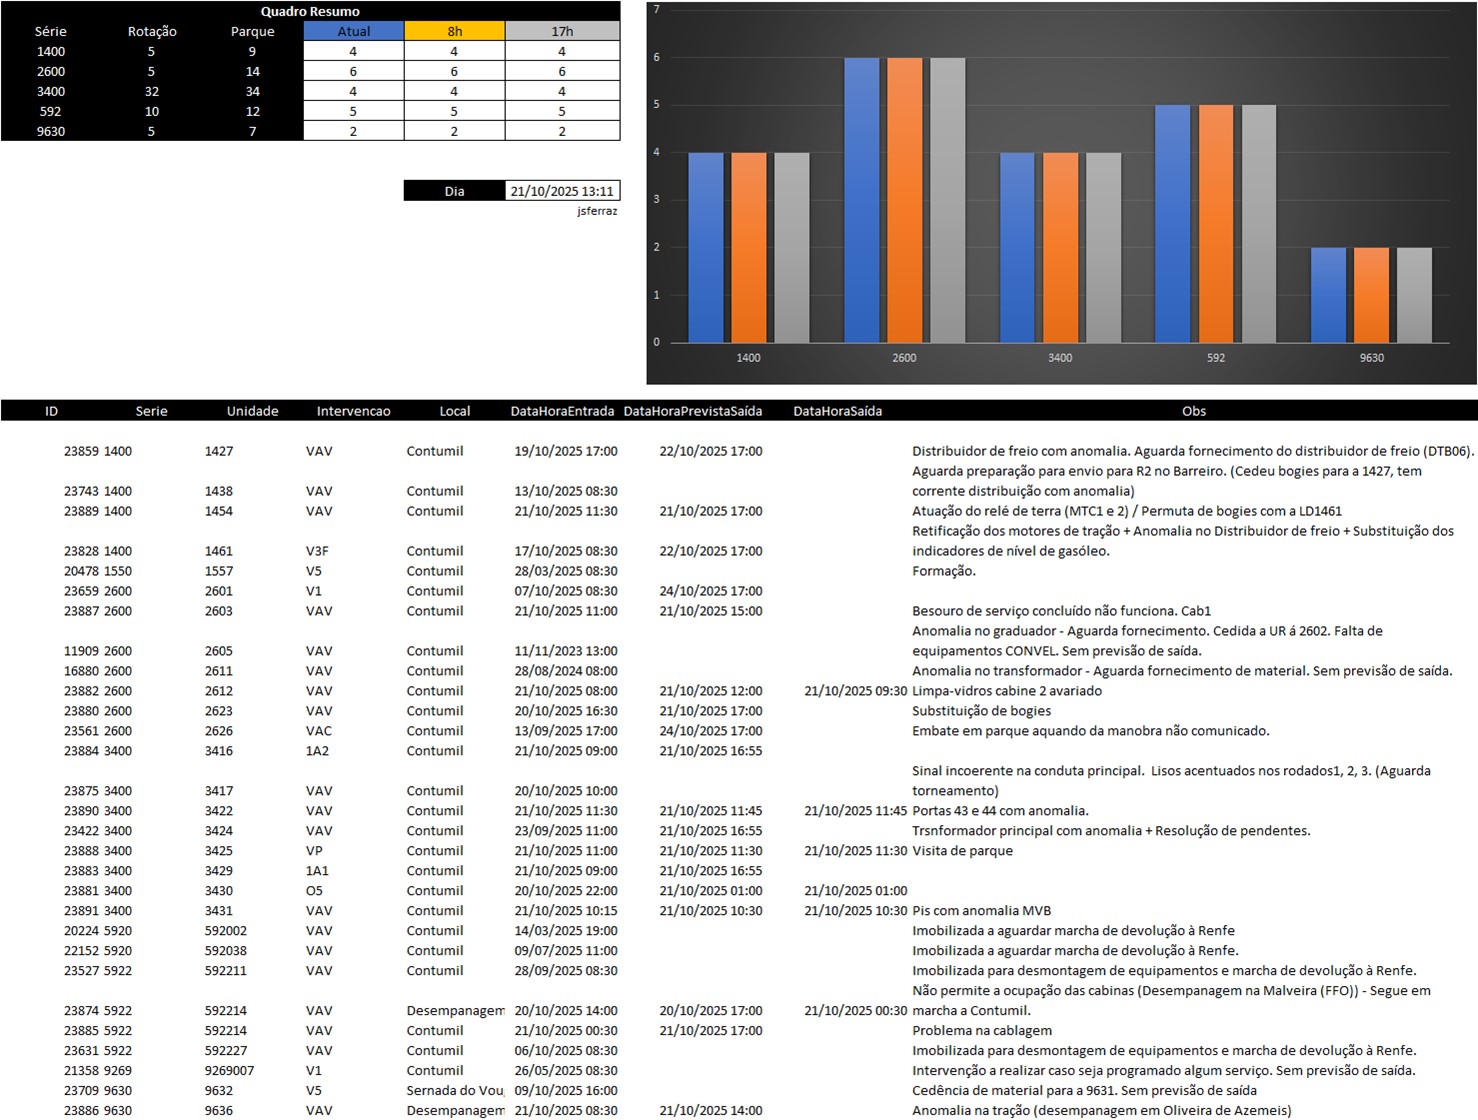 Quadro Resumo
Série Rotação Parque Atual 8h 17h
1400 5 9 4 4 4
2600 5 14 6 6 6
3400 32 34 4 4 4
592 10 12 5 5 5
9630 5 7 2 2 2
Dia 21/10/2025 13:11
jsferraz
7
6
5
4
3
2
1
0
1400 2600 3400 592 9630
ID Serie Unidade Intervencao Local DataHoraEntrada DataHoraPrevistaSaída DataHoraSaída Obs
23859 1400 1427 VAV Contumil 19/10/2025 17:00 22/10/2025 17:00 Distribuidor de freio com anomalia. Aguarda fornecimento do distribuidor de freio (DTB06).
Aguarda preparação para envio para R2 no Barreiro. (Cedeu bogies para a 1427, tem
23743 1400 1438 VAV Contumil 13/10/2025 08:30 corrente distribuição com anomalia)
23889 1400 1454 VAV Contumil 21/10/2025 11:30 21/10/2025 17:00 Atuação do relé de terra (MTC1 e 2) / Permuta de bogies com a LD1461
Retificação dos motores de tração + Anomalia no Distribuidor de freio + Substituição dos
23828 1400 1461 V3F Contumil 17/10/2025 08:30 22/10/2025 17:00 indicadores de nível de gasóleo.
20478 1550 1557 V5 Contumil 28/03/2025 08:30 Formação.
23659 2600 2601 V1 Contumil 07/10/2025 08:30 24/10/2025 17:00
23887 2600 2603 VAV Contumil 21/10/2025 11:00 21/10/2025 15:00 Besouro de serviço concluído não funciona. Cab1
Anomalia no graduador - Aguarda fornecimento. Cedida a UR á 2602. Falta de
11909 2600 2605 VAV Contumil 11/11/2023 13:00 equipamentos CONVEL. Sem previsão de saída.
16880 2600 2611 VAV Contumil 28/08/2024 08:00 Anomalia no transformador - Aguarda fornecimento de material. Sem previsão de saída.
23882 2600 2612 VAV Contumil 21/10/2025 08:00 21/10/2025 12:00 21/10/2025 09:30 Limpa-vidros cabine 2 avariado
23880 2600 2623 VAV Contumil 20/10/2025 16:30 21/10/2025 17:00 Substituição de bogies
23561 2600 2626 VAC Contumil 13/09/2025 17:00 24/10/2025 17:00 Embate em parque aquando da manobra não comunicado.
23884 3400 3416 1A2 Contumil 21/10/2025 09:00 21/10/2025 16:55
Sinal incoerente na conduta principal. Lisos acentuados nos rodados1, 2, 3. (Aguarda
23875 3400 3417 VAV Contumil 20/10/2025 10:00 torneamento)
23890 3400 3422 VAV Contumil 21/10/2025 11:30 21/10/2025 11:45 21/10/2025 11:45 Portas 43 e 44 com anomalia.
23422 3400 3424 VAV Contumil 23/09/2025 11:00 21/10/2025 16:55 Trsnformador principal com anomalia + Resolução de pendentes.
23888 3400 3425 VP Contumil 21/10/2025 11:00 21/10/2025 11:30 21/10/2025 11:30 Visita de parque
23883 3400 3429 1A1 Contumil 21/10/2025 09:00 21/10/2025 16:55
23881 3400 3430 O5 Contumil 20/10/2025 22:00 21/10/2025 01:00 21/10/2025 01:00
23891 3400 3431 VAV Contumil 21/10/2025 10:15 21/10/2025 10:30 21/10/2025 10:30 Pis com anomalia MVB
20224 5920 592002 VAV Contumil 14/03/2025 19:00 Imobilizada a aguardar marcha de devolução à Renfe
22152 5920 592038 VAV Contumil 09/07/2025 11:00 Imobilizada a aguardar marcha de devolução à Renfe.
23527 5922 592211 VAV Contumil 28/09/2025 08:30 Imobilizada para desmontagem de equipamentos e marcha de devolução à Renfe.
Não permite a ocupação das cabinas (Desempanagem na Malveira (FFO)) - Segue em
23874 5922 592214 VAV Desempanagem 20/10/2025 14:00 20/10/2025 17:00 21/10/2025 00:30 marcha a Contumil.
23885 5922 592214 VAV Contumil 21/10/2025 00:30 21/10/2025 17:00 Problema na cablagem
23631 5922 592227 VAV Contumil 06/10/2025 08:30 Imobilizada para desmontagem de equipamentos e marcha de devolução à Renfe.
21358 9269 9269007 V1 Contumil 26/05/2025 08:30 Intervenção a realizar caso seja programado algum serviço. Sem previsão de saída.
23709 9630 9632 V5 Sernada do Vou 09/10/2025 16:00 Cedência de material para a 9631. Sem previsão de saída
23886 9630 9636 VAV Desempanagem 21/10/2025 08:30 21/10/2025 14:00 Anomalia na tração (desempanagem em Oliveira de Azemeis)